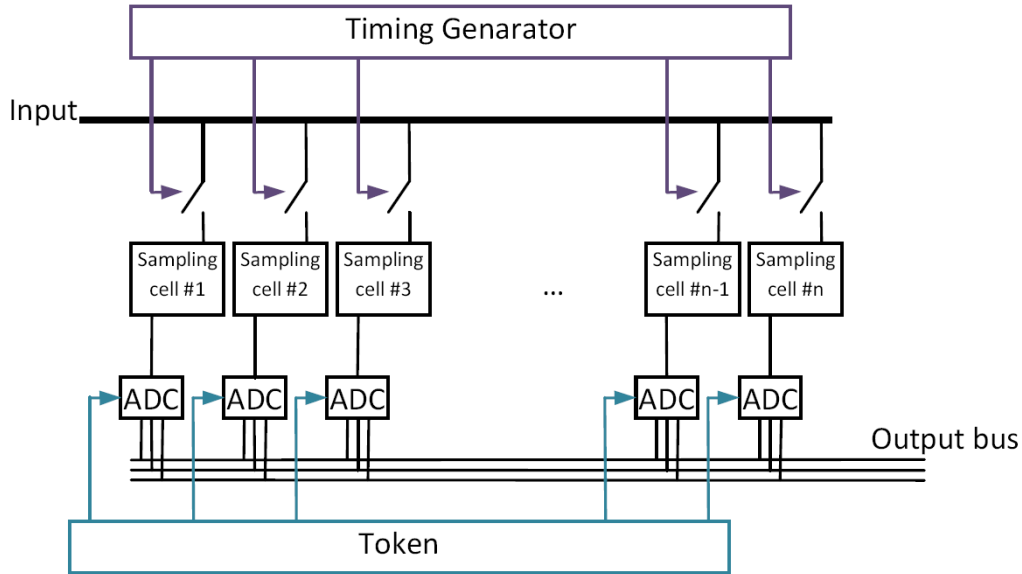 Timing Genarator
Input
Sampling
cell #1
Sampling
cell #2
Sampling
cell #3
...
Sampling
cell #n-1
Sampling
cell #n
ADC
ADC
ADC
ADC
ADC
Output bus
Token